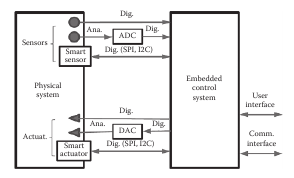 Dig.
Ana.
ADC
Dig.
Sensors
Smart
sensor
Dig. (SPI, I2C)
Physical
system
Embedded
control
system
User
interface
Dig.
Ana.
DAC
Dig.
Actuat.
Dig. (SPI, I2C)
Smart
actuator
Comm.
interface